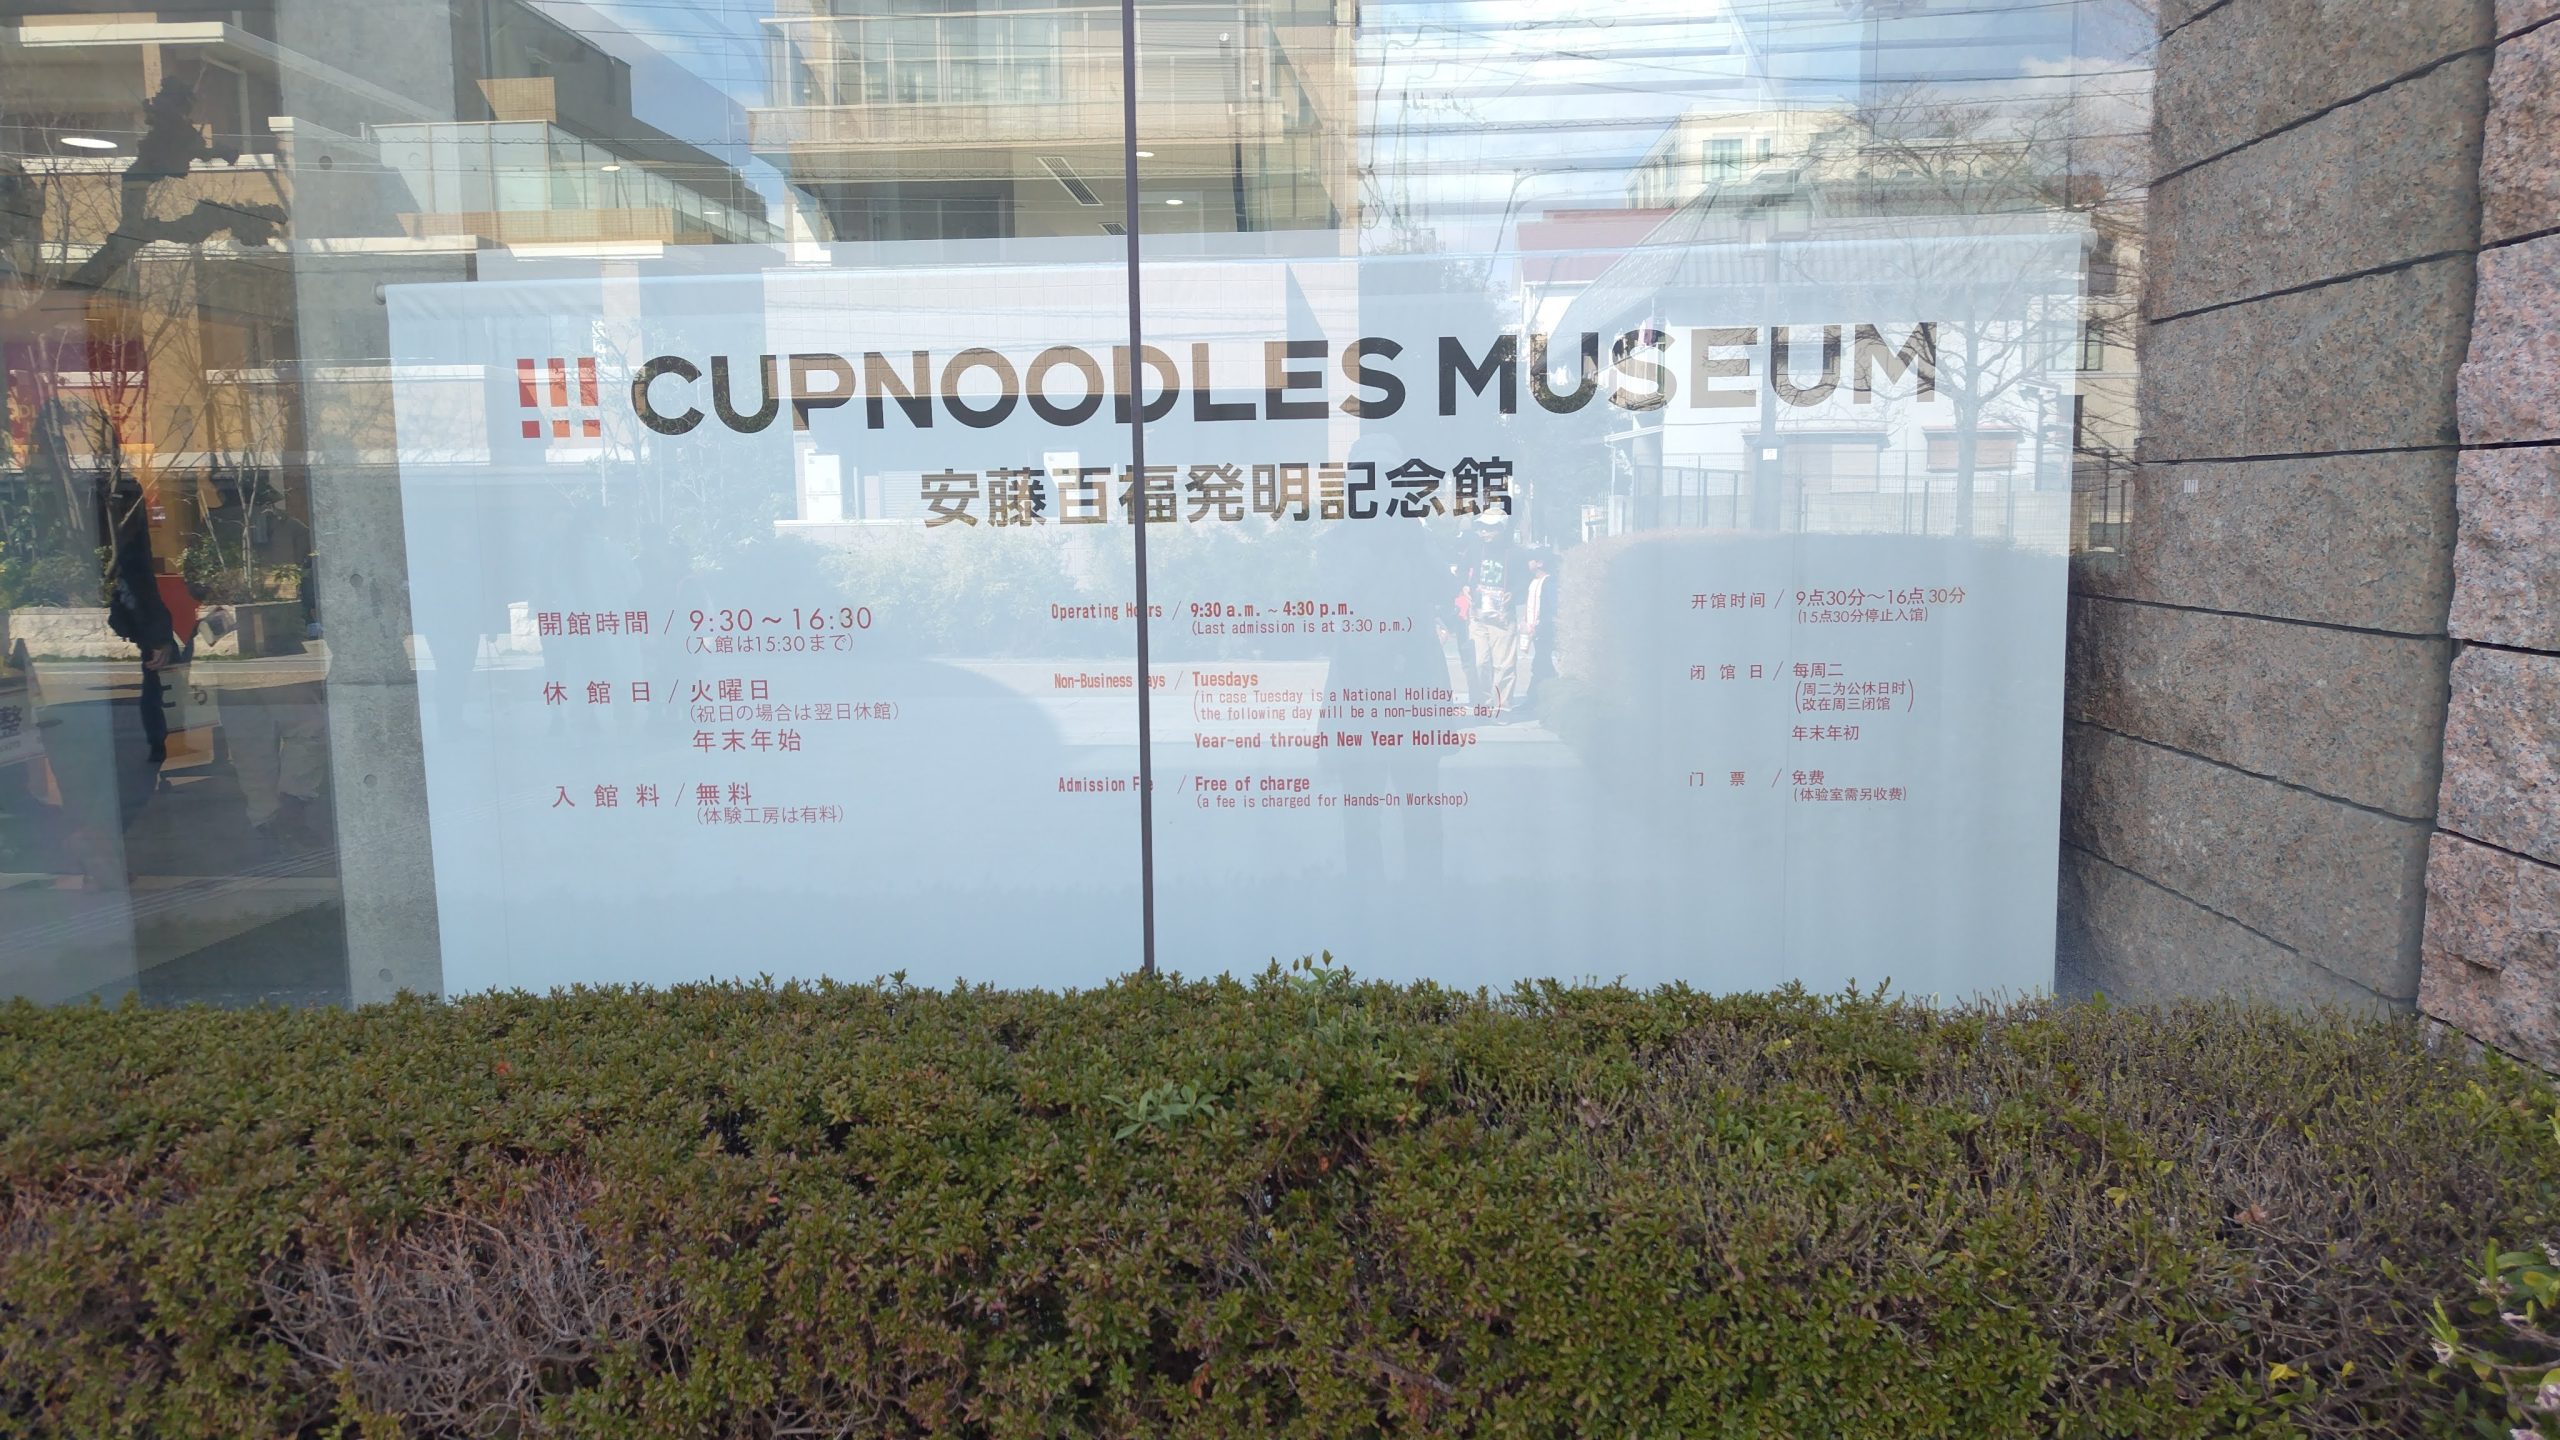 CUPNOODLES MUSEUM
安藤百福発明記念館
開館時間 / 9:30～16:30
(入館は15:30まで)
休館日 / 火曜日
(祝日の場合は翌日休館)
年末年始
入館料 / 無料
(体験工房は有料)
Operating Hours / 9:30 a.m. ~ 4:30 p.m.
(Last admission is at 3:30 p.m.)
Non-Business Days / Tuesdays
(in case Tuesday is a National Holiday,
the following day will be a non-business day)
Year-end through New Year Holidays
Admission Fee / Free of charge
(a fee is charged for Hands-On Workshop)
开馆时间 / 9点30分～16点30分
(15点30分停止入馆)
闭馆日 / 每周二
(周二为公休日时
改在周三闭馆)
年末年初
门票 / 免费
(体验室需另收费)